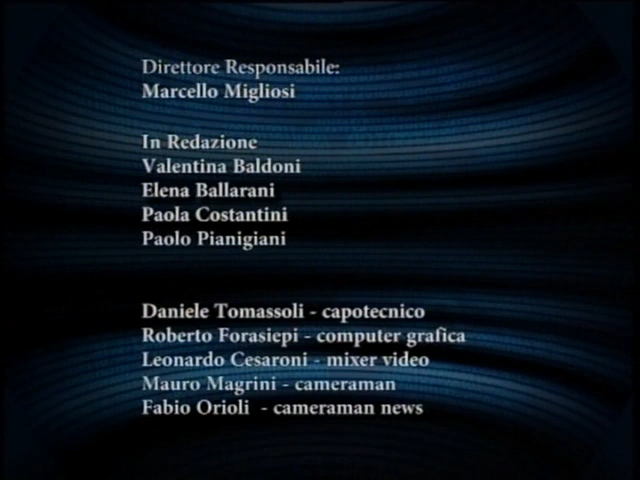 Direttore Responsabile:
Marcello Migliosi
In Redazione
Valentina Baldoni
Elena Ballarani
Paola Costantini
Paolo Pianigiani
Daniele Tomassoli - capotecnico
Roberto Forasiepi - computer grafica
Leonardo Cesaroni - mixer video
Mauro Magrini - cameraman
Fabio Orioli  - cameraman news